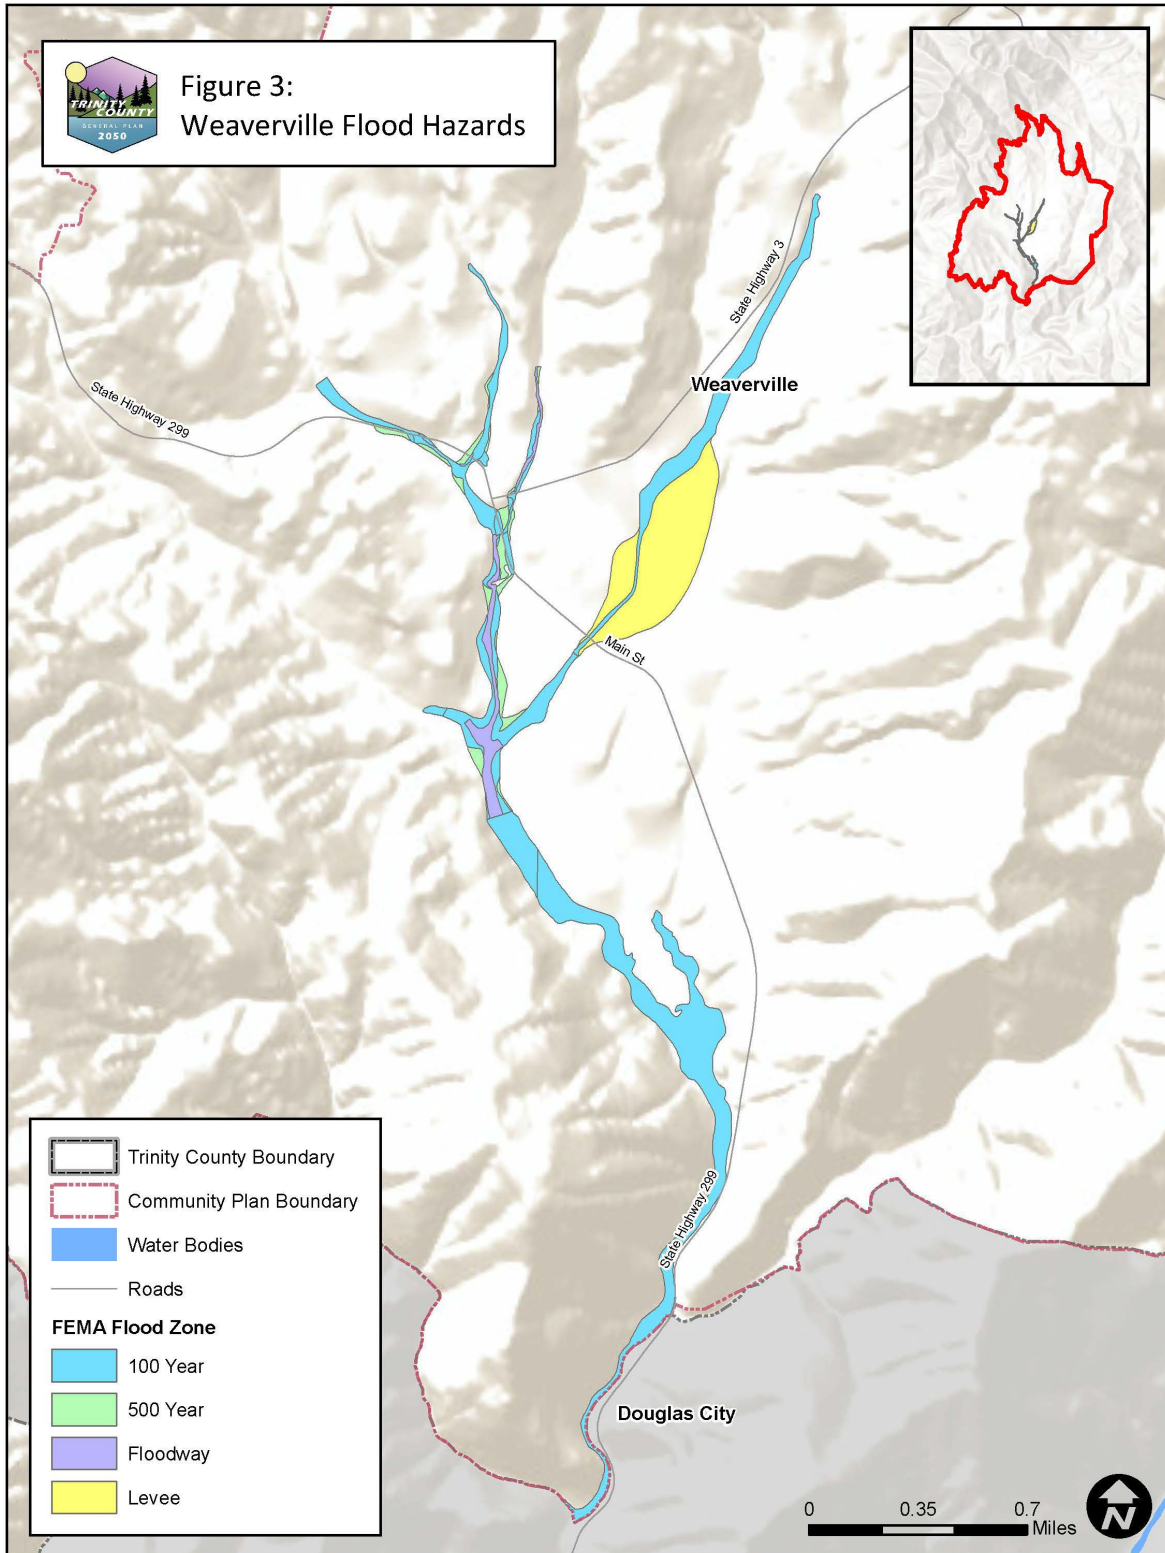 TRINITY
COUNTY
GENERAL PLAN
2050
Figure 3:
Weaverville Flood Hazards
State Highway 3
Weaverville
State Highway 299
Main St
State Highway 299
Douglas City
Trinity County Boundary
Community Plan Boundary
Water Bodies
Roads
FEMA Flood Zone
100 Year
500 Year
Floodway
Levee
0 0.35 0.7
Miles
N